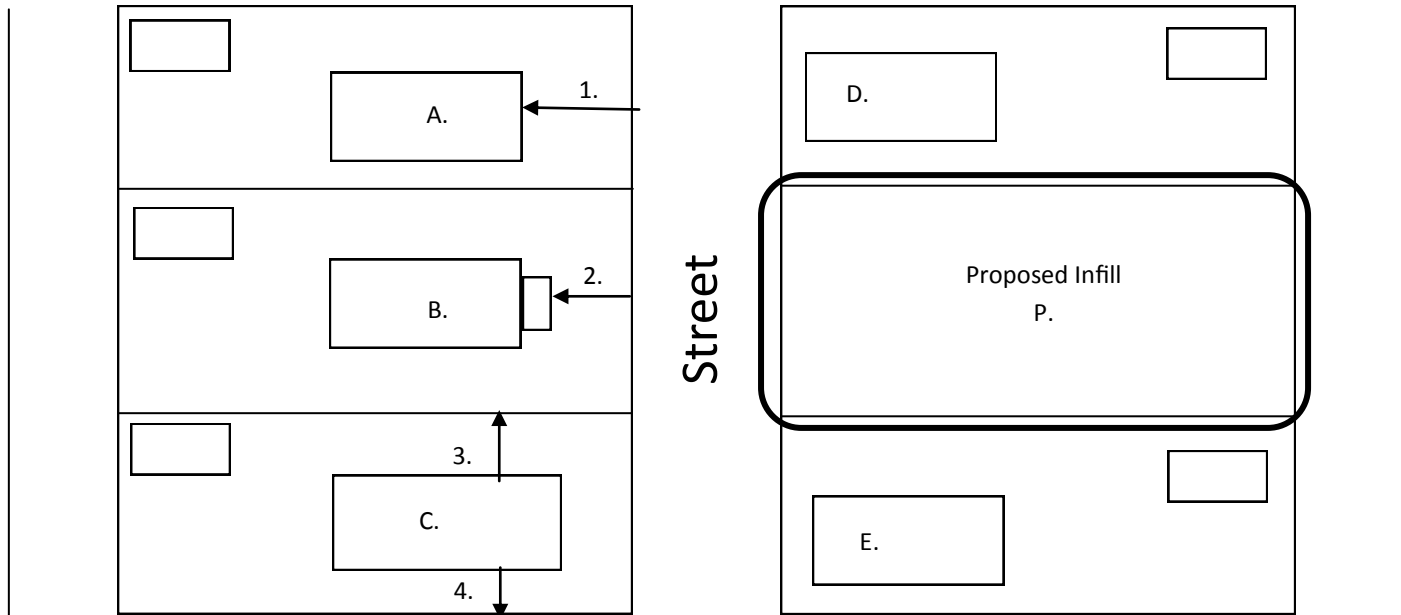 1.
A.
D.
2.
B.
Street
Proposed Infill
P.
3.
C.
4.
E.